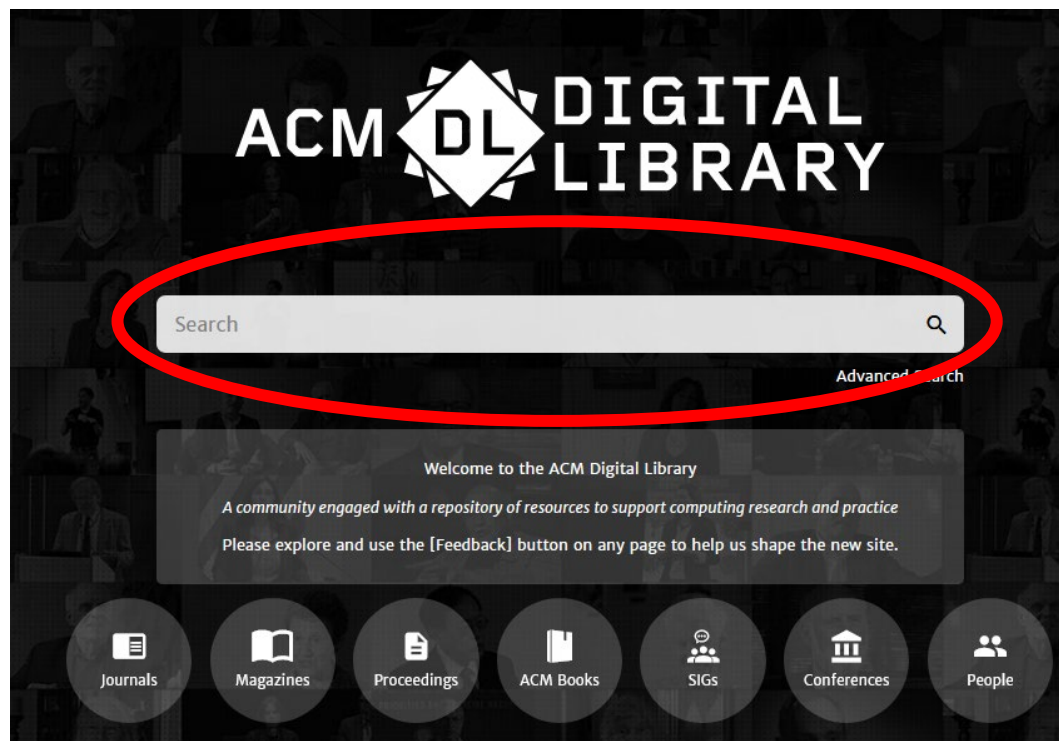 ACM DL DIGITAL
LIBRARY
Search
Advanced Search
Welcome to the ACM Digital Library
A community engaged with a repository of resources to support computing research and practice
Please explore and use the [Feedback] button on any page to help us shape the new site.
Journals Magazines Proceedings ACM Books SIGs Conferences People